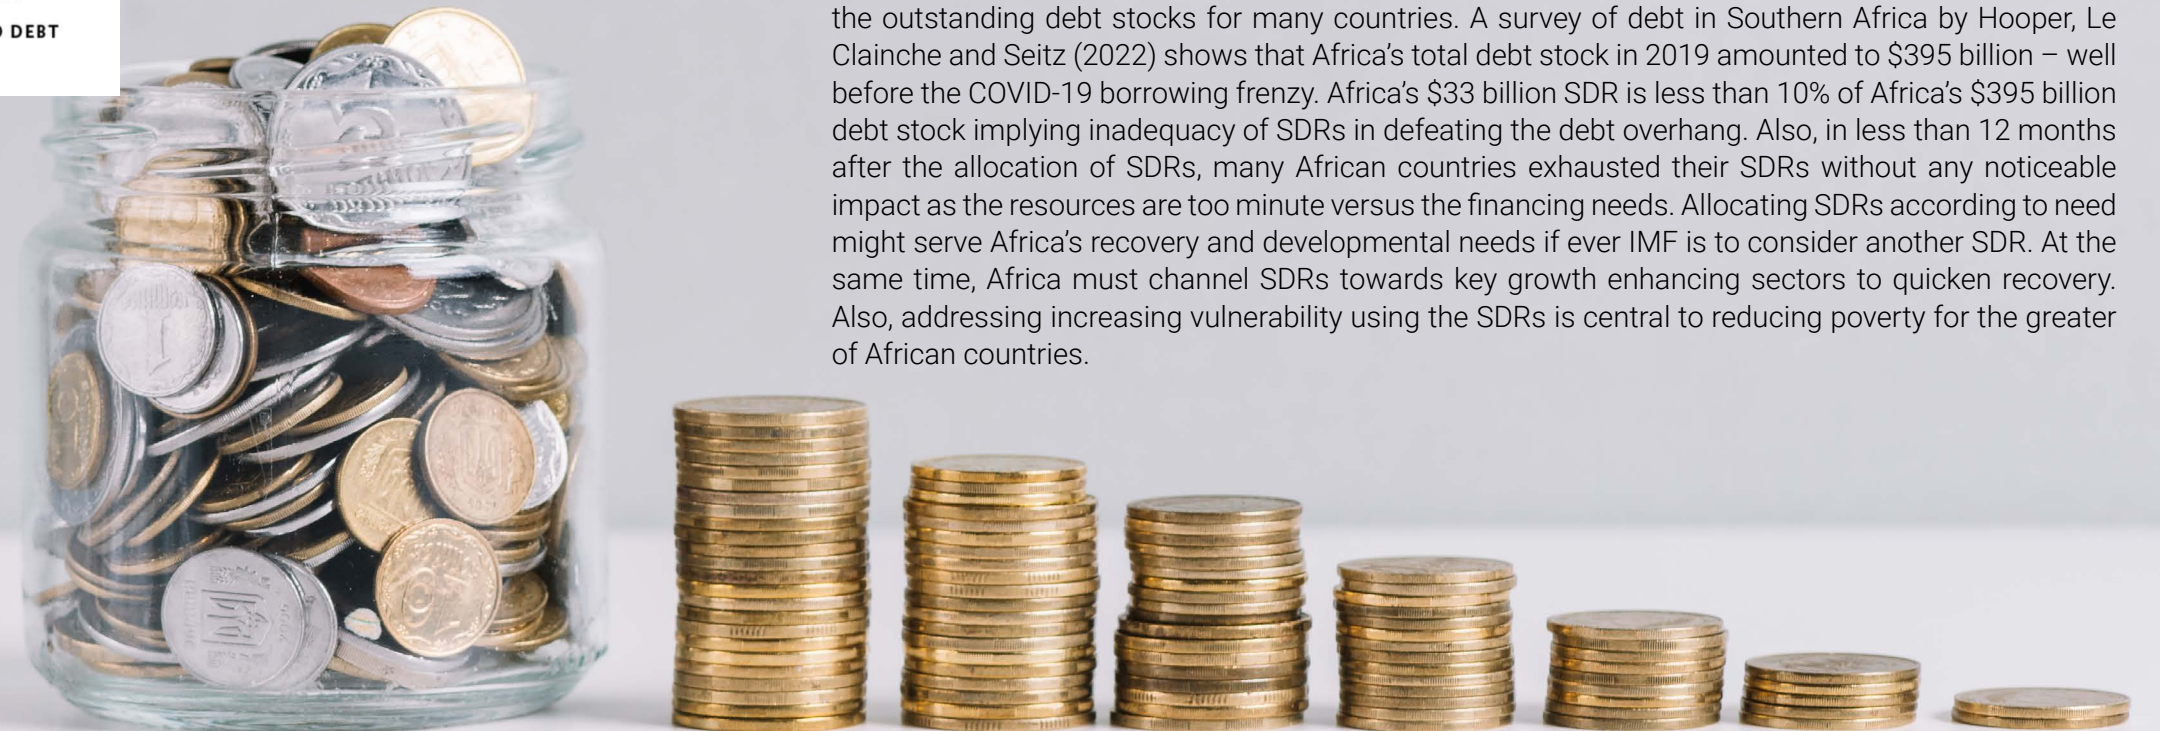 DEBT
the outstanding debt stocks for many countries. A survey of debt in Southern Africa by Hooper, Le
Clainche and Seitz (2022) shows that Africa’s total debt stock in 2019 amounted to $395 billion – well
before the COVID-19 borrowing frenzy. Africa’s $33 billion SDR is less than 10% of Africa’s $395 billion
debt stock implying inadequacy of SDRs in defeating the debt overhang. Also, in less than 12 months
after the allocation of SDRs, many African countries exhausted their SDRs without any noticeable
impact as the resources are too minute versus the financing needs. Allocating SDRs according to need
might serve Africa’s recovery and developmental needs if ever IMF is to consider another SDR. At the
same time, Africa must channel SDRs towards key growth enhancing sectors to quicken recovery.
Also, addressing increasing vulnerability using the SDRs is central to reducing poverty for the greater
of African countries.